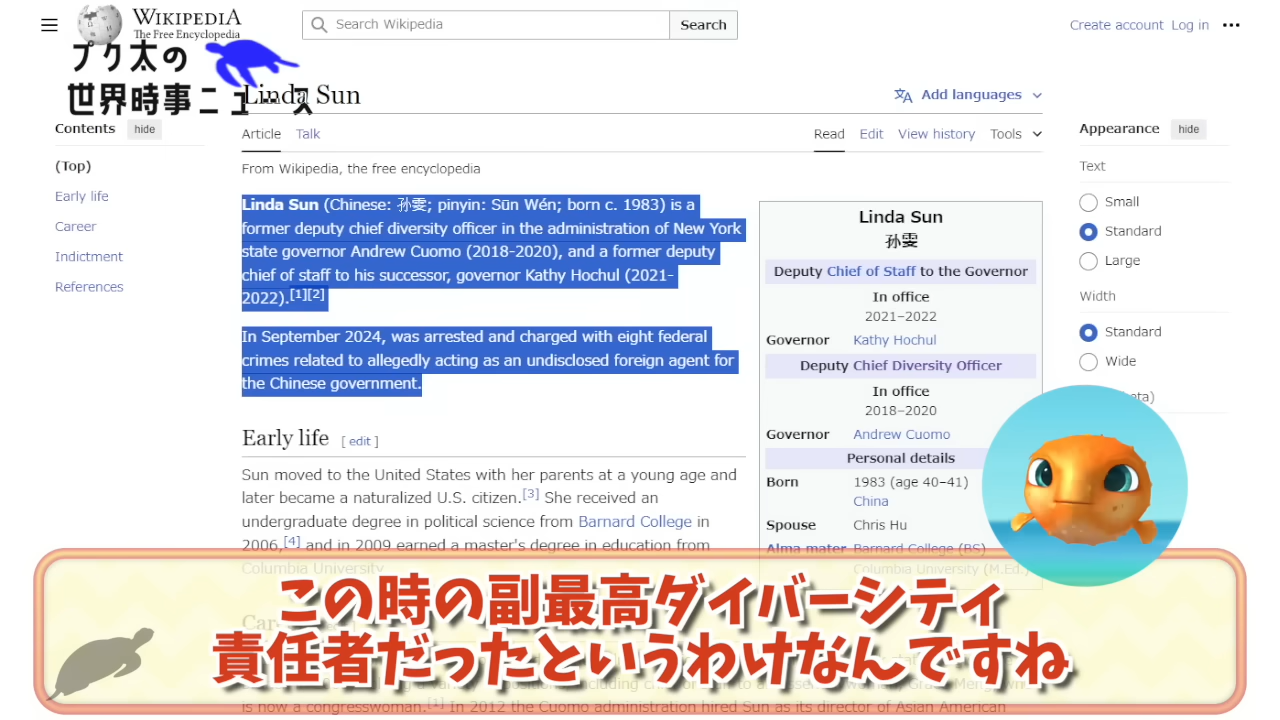 WIKIPEDIA
The Free Encyclopedia
Search Wikipedia
Search
Create account Log in
プク太の
世界時事ニュース
Linda Sun
Add languages
Contents hide
(Top)
Early life
Career
Indictment
References
Article Talk
Read Edit View history Tools
From Wikipedia, the free encyclopedia
Linda Sun (Chinese: 孙雯; pinyin: Sūn Wén; born c. 1983) is a
former deputy chief diversity officer in the administration of New York
state governor Andrew Cuomo (2018-2020), and a former deputy
chief of staff to his successor, governor Kathy Hochul (2021-
2022).[1][2]
In September 2024, was arrested and charged with eight federal
crimes related to allegedly acting as an undisclosed foreign agent for
the Chinese government.
Early life [ edit ]
Sun moved to the United States with her parents at a young age and
later became a naturalized U.S. citizen.[3] She received an
undergraduate degree in political science from Barnard College in
2006,[4] and in 2009 earned a master's degree in education from
Columbia University
Linda Sun
孙雯
Deputy Chief of Staff to the Governor
In office
2021–2022
Governor Kathy Hochul
Deputy Chief Diversity Officer
In office
2018–2020
Governor Andrew Cuomo
Personal details
Born 1983 (age 40–41)
China
Spouse Chris Hu
Alma mater Barnard College (BS)
Columbia University (M.Ed.)
Appearance hide
Text
Small
Standard
Large
Width
Standard
Wide
この時の副最高ダイバーシティ
責任者だったというわけなんですね
is now a congresswoman.[1] In 2012 the Cuomo administration hired Sun as its director of Asian American